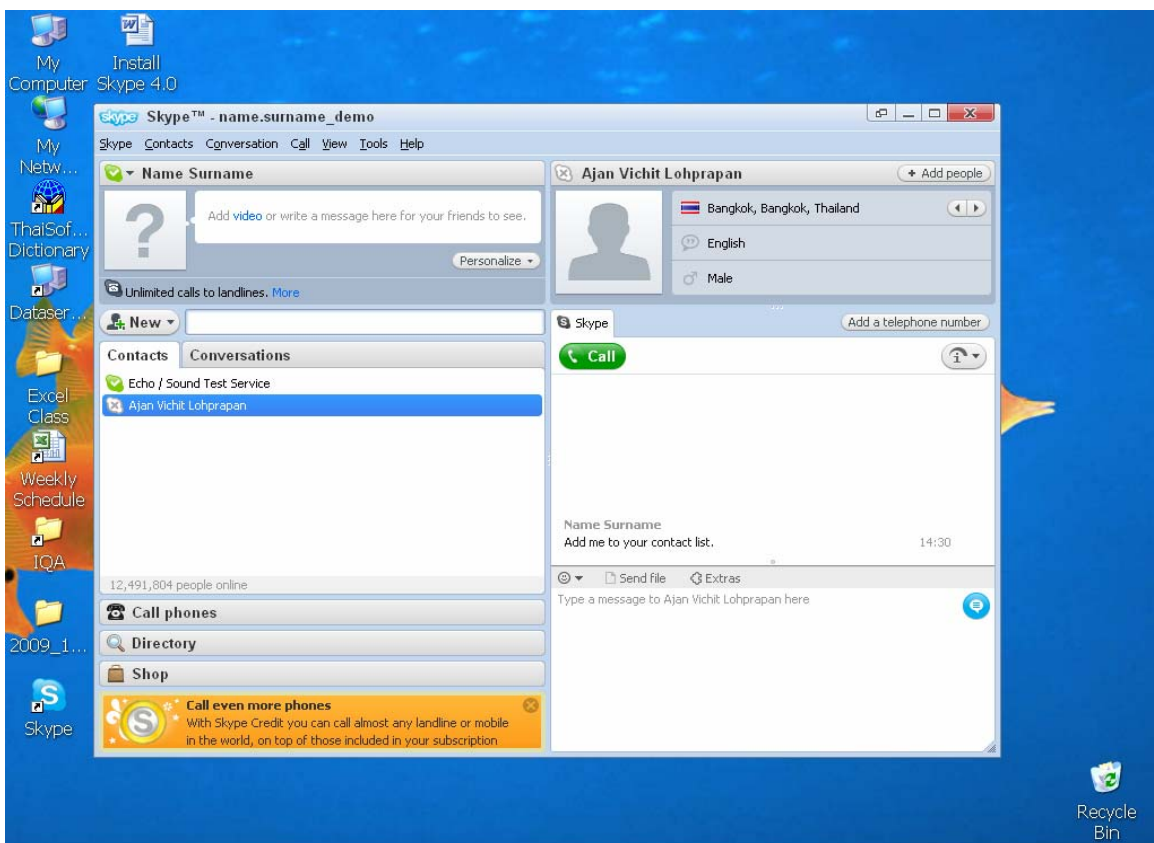 My
Computer
Install
Skype 4.0
My
Netw...
ThaiSof...
Dictionary
Dataser...
Excel
Class
Weekly
Schedule
IQA
2009_1...
Skype
skype Skype™ - name.surname_demo
Skype Contacts Conversation Call View Tools Help
Name Surname
Add video or write a message here for your friends to see.
Personalize
Unlimited calls to landlines. More
New
Contacts Conversations
Echo / Sound Test Service
Ajan Vichit Lohprapan
12,491,804 people online
Call phones
Directory
Shop
Call even more phones
With Skype Credit you can call almost any landline or mobile
in the world, on top of those included in your subscription
Ajan Vichit Lohprapan + Add people
Bangkok, Bangkok, Thailand
English
Male
Skype Add a telephone number
Call
Name Surname
Add me to your contact list. 14:30
Send file Extras
Type a message to Ajan Vichit Lohprapan here
Recycle
Bin